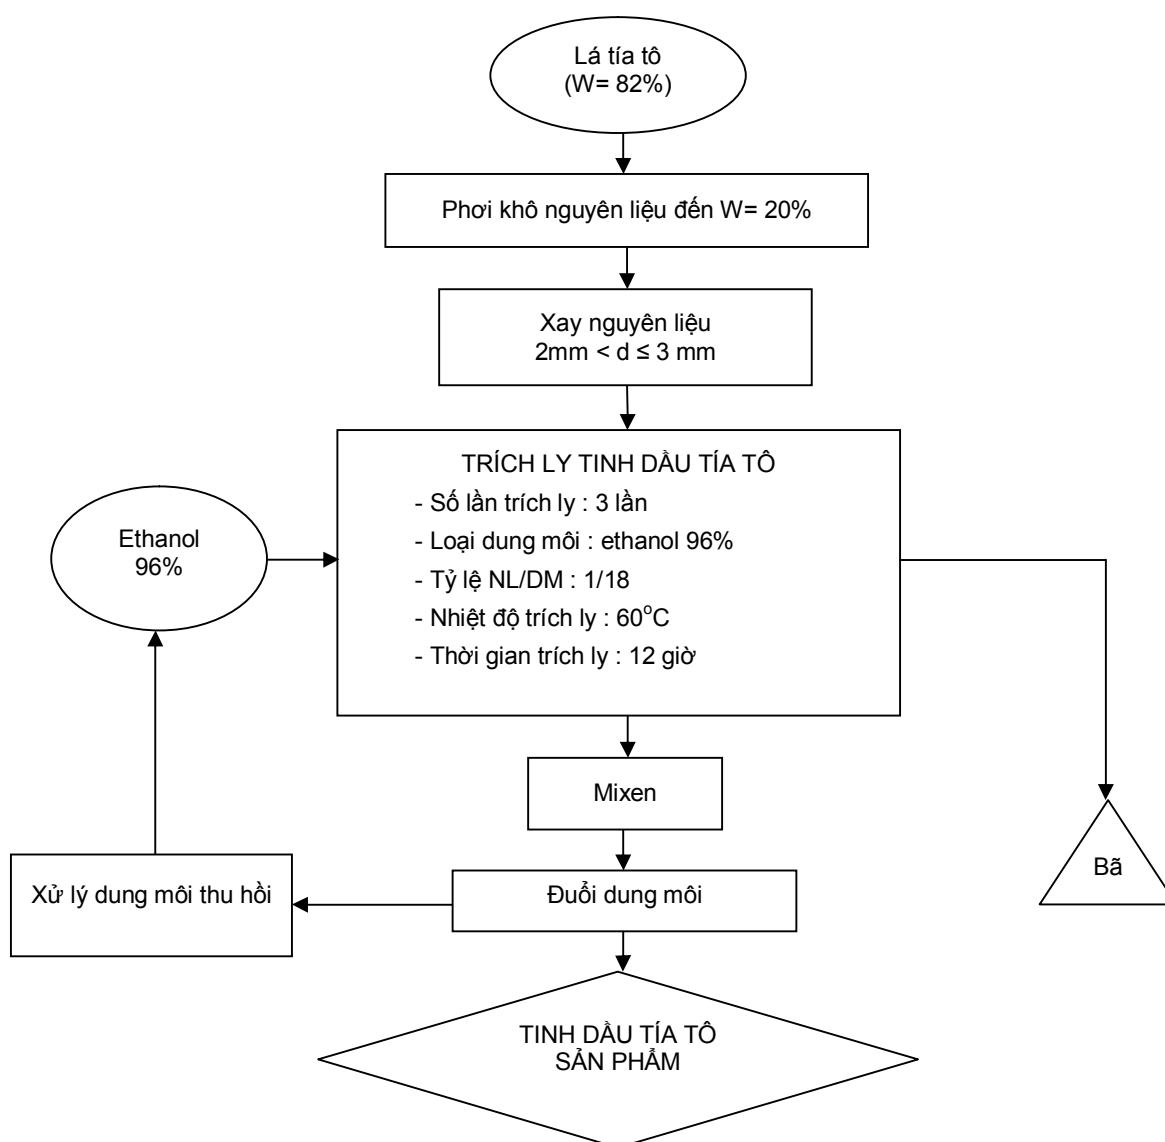 Lá tía tô
(W= 82%)
Phơi khô nguyên liệu đến W= 20%
Xay nguyên liệu
2mm < d ≤ 3 mm
TRÍCH LY TINH DẦU TÍA TÔ
- Số lần trích ly : 3 lần
- Loại dung môi : ethanol 96%
- Tỷ lệ NL/DM : 1/18
- Nhiệt độ trích ly : 60°C
- Thời gian trích ly : 12 giờ
Ethanol
96%
Mixen
Bã
Xử lý dung môi thu hồi
Đuổi dung môi
TINH DẦU TÍA TÔ
SẢN PHẨM